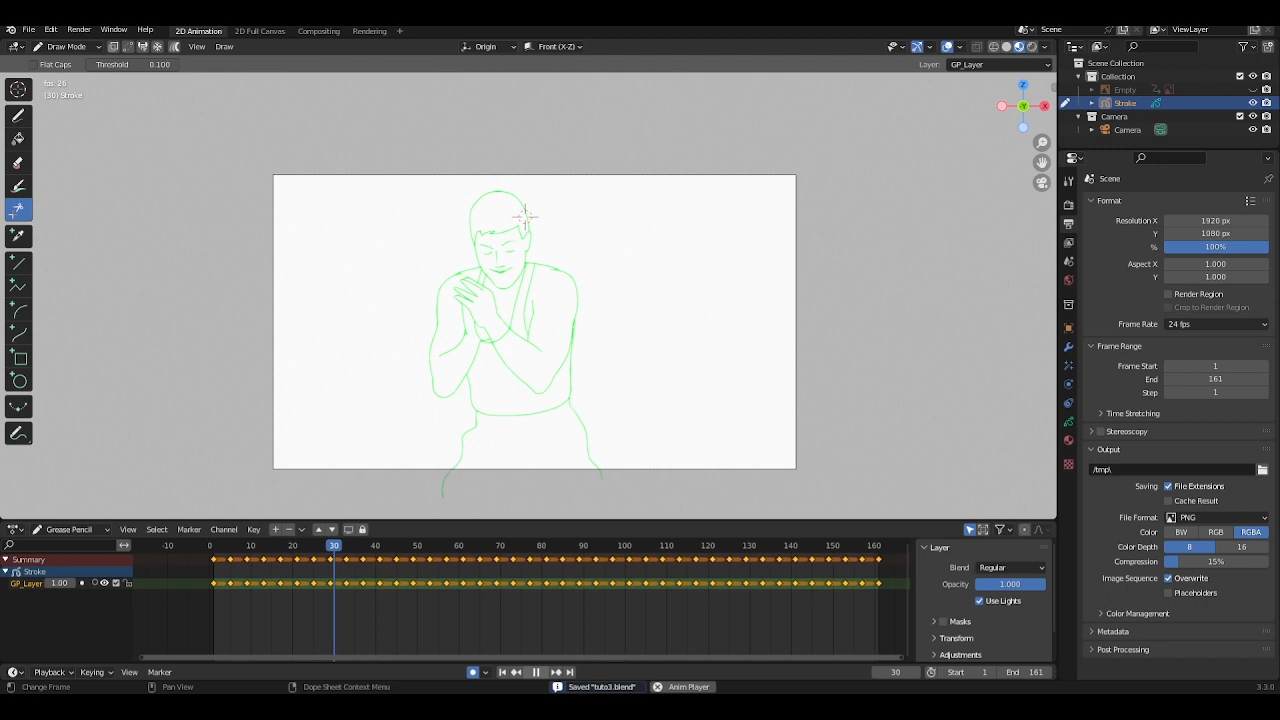 File Edit Render Window Help 2D Animation 2D Full Canvas Compositing Rendering + Scene ViewLayer
Draw Mode View Draw Origin Front (X-Z)
Flat Caps Threshold 0.100 Layer: GP_Layer
fps: 26
(30) Stroke
Z
X
-Y
Scene Collection
Collection
Empty
Stroke
Camera
Camera
Scene
Format
Resolution X 1920 px
Y 1080 px
% 100%
Aspect X 1.000
Y 1.000
Render Region
Crop to Render Region
Frame Rate 24 fps
Frame Range
Frame Start 1
End 161
Step 1
Time Stretching
Stereoscopy
Output
/tmp\
Saving File Extensions
Cache Result
File Format PNG
Color BW RGB RGBA
Color Depth 8 16
Compression 15%
Image Sequence Overwrite
Placeholders
Color Management
Metadata
Post Processing
Grease Pencil View Select Marker Channel Key
-10 0 10 20 30 40 50 60 70 80 90 100 110 120 130 140 150 160
Summary
Stroke
GP_Layer 1.00
Layer
Blend Regular
Opacity 1.000
Use Lights
Masks
Transform
Adjustments
Playback Keying View Marker 30 Start 1 End 161
Change Frame Pan View Dope Sheet Context Menu Saved "tuto3.blend" Anim Player 3.3.0